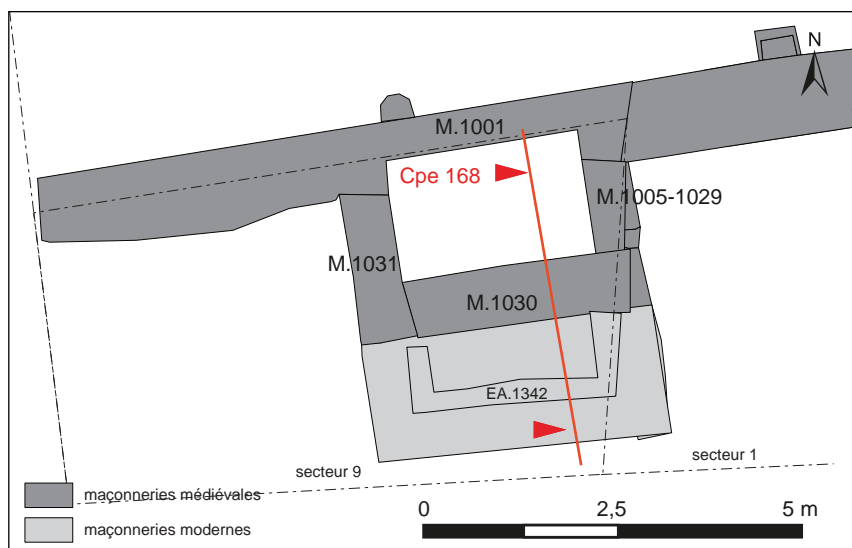 N
M.1001
Cpe 168
M.1005-1029
M.1031
M.1030
EA.1342
secteur 9
secteur 1
maçonneries médiévales
maçonneries modernes
0 2,5 5 m